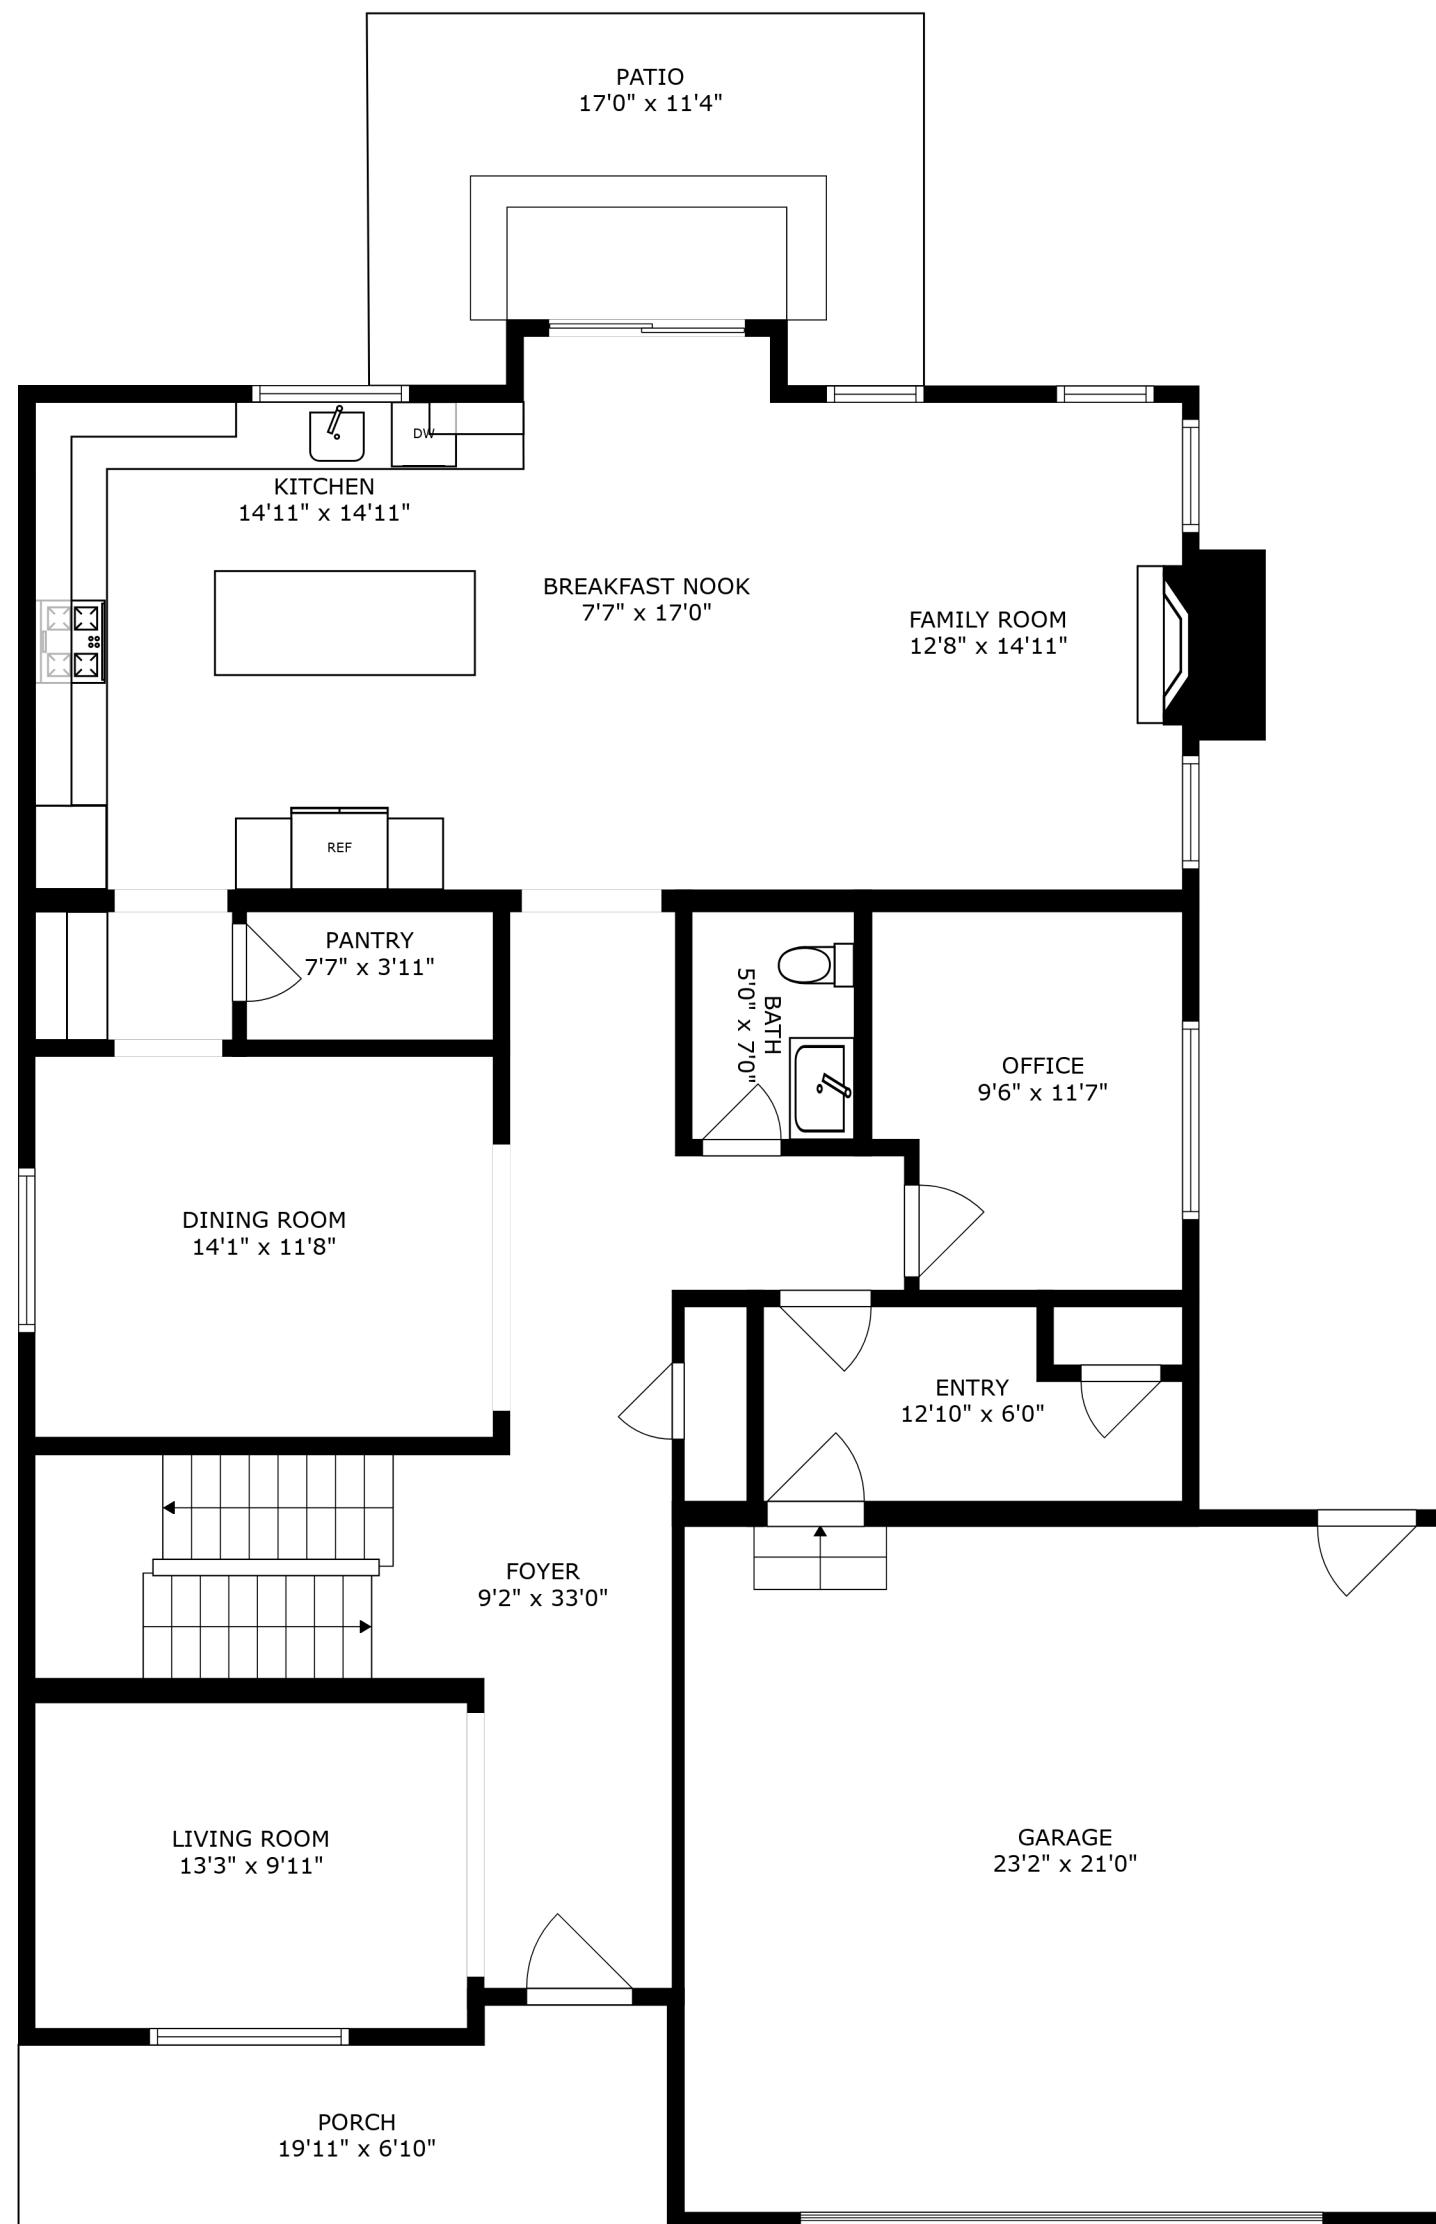 PATIO
17'0" x 11'4"
DW
KITCHEN
14'11" x 14'11"
BREAKFAST NOOK
7'7" x 17'0"
FAMILY ROOM
12'8" x 14'11"
REF
PANTRY
7'7" x 3'11"
BATH
5'0" x 7'0"
OFFICE
9'6" x 11'7"
DINING ROOM
14'1" x 11'8"
ENTRY
12'10" x 6'0"
FOYER
9'2" x 33'0"
LIVING ROOM
13'3" x 9'11"
GARAGE
23'2" x 21'0"
PORCH
19'11" x 6'10"